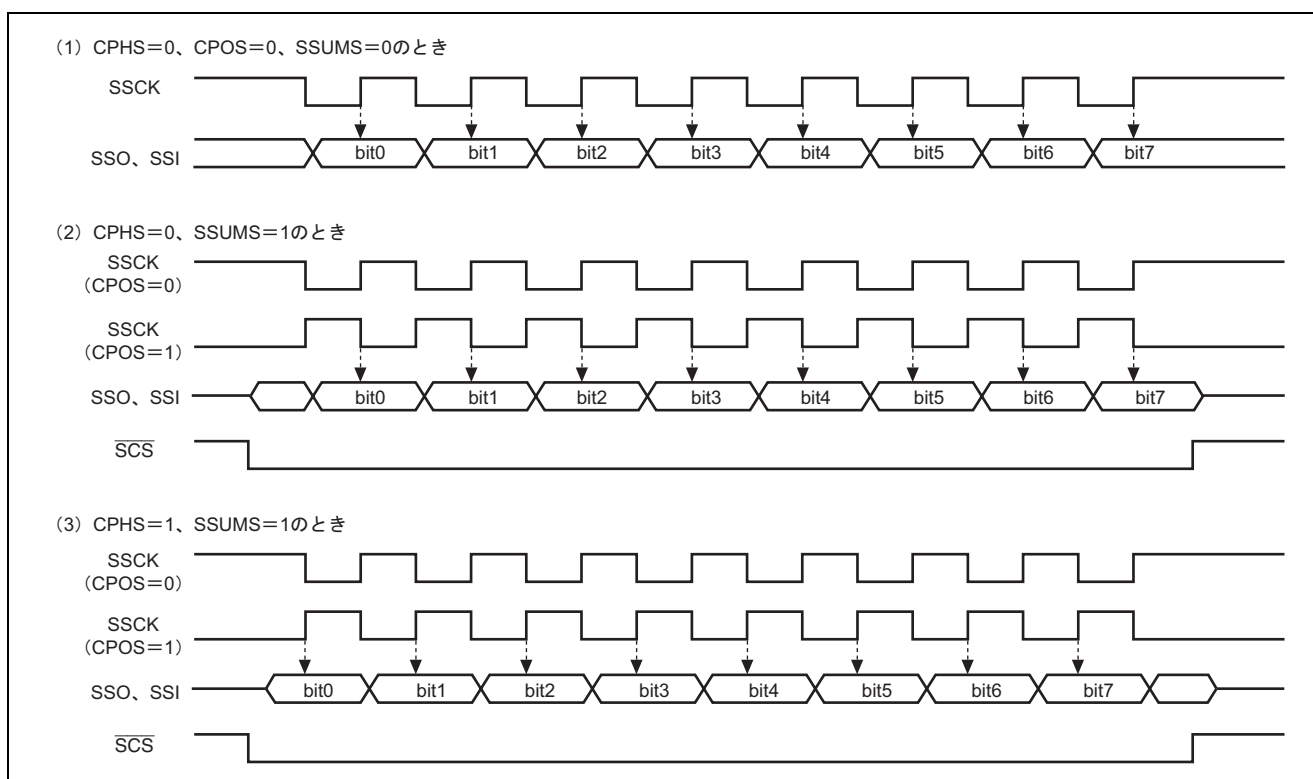 (1) CPHS=0、CPOS=0、SSUMS=0のとき
SSCK
SSO、SSI
bit0 bit1 bit2 bit3 bit4 bit5 bit6 bit7
(2) CPHS=0、SSUMS=1のとき
SSCK
(CPOS=0)
SSCK
(CPOS=1)
SSO、SSI
bit0 bit1 bit2 bit3 bit4 bit5 bit6 bit7
SCS
(3) CPHS=1、SSUMS=1のとき
SSCK
(CPOS=0)
SSCK
(CPOS=1)
SSO、SSI
bit0 bit1 bit2 bit3 bit4 bit5 bit6 bit7
SCS